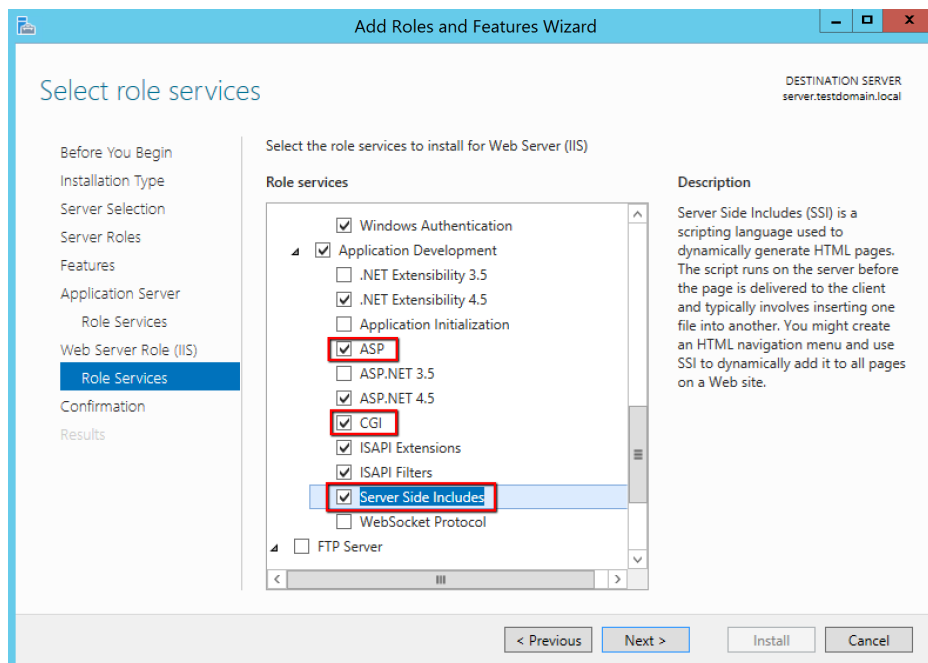 Add Roles and Features Wizard
Select role services
DESTINATION SERVER
server.testdomain.local
Before You Begin
Installation Type
Server Selection
Server Roles
Features
Application Server
Role Services
Web Server Role (IIS)
Role Services
Confirmation
Results
Select the role services to install for Web Server (IIS)
Role services
Windows Authentication
Application Development
.NET Extensibility 3.5
.NET Extensibility 4.5
Application Initialization
ASP
ASP.NET 3.5
ASP.NET 4.5
CGI
ISAPI Extensions
ISAPI Filters
Server Side Includes
WebSocket Protocol
FTP Server
Description
Server Side Includes (SSI) is a
scripting language used to
dynamically generate HTML pages.
The script runs on the server before
the page is delivered to the client
and typically involves inserting one
file into another. You might create
an HTML navigation menu and use
SSI to dynamically add it to all pages
on a Web site.
< Previous
Next >
Install
Cancel